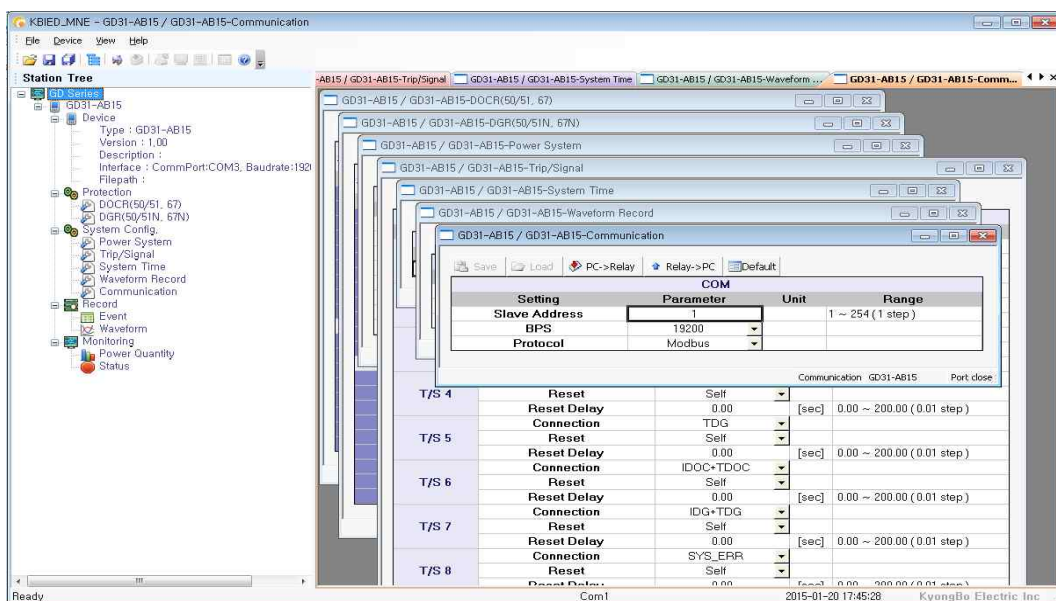 KBIED_MNE - GD31-AB15 / GD31-AB15-Communication
File Device View Help
Station Tree
GD Series
GD31-AB15
Device
Type : GD31-AB15
Version : 1,00
Description :
Interface : CommPort:COM3, Baudrate:192
Filepath :
Protection
DOCR(50/51, 67)
DGR(50/51N, 67N)
System Config,
Power System
Trip/Signal
System Time
Waveform Record
Communication
Record
Event
Waveform
Monitoring
Power Quantity
Status
-AB15 / GD31-AB15-Trip/Signal GD31-AB15 / GD31-AB15-System Time GD31-AB15 / GD31-AB15-Waveform ... GD31-AB15 / GD31-AB15-Comm...
GD31-AB15 / GD31-AB15-DOCR(50/51, 67)
GD31-AB15 / GD31-AB15-DGR(50/51N, 67N)
GD31-AB15 / GD31-AB15-Power System
GD31-AB15 / GD31-AB15-Trip/Signal
GD31-AB15 / GD31-AB15-System Time
GD31-AB15 / GD31-AB15-Waveform Record
GD31-AB15 / GD31-AB15-Communication
Save Load PC->Relay Relay->PC Default
COM
Setting Parameter Unit Range
Slave Address 1 1 ~ 254 ( 1 step )
BPS 19200
Protocol Modbus
Communication GD31-AB15 Port close
T/S 4 Reset Self
Reset Delay 0.00 [sec] 0.00 ~ 200.00 ( 0.01 step )
Connection TDG
T/S 5 Reset Self
Reset Delay 0.00 [sec] 0.00 ~ 200.00 ( 0.01 step )
Connection IDOC+TDOC
T/S 6 Reset Self
Reset Delay 0.00 [sec] 0.00 ~ 200.00 ( 0.01 step )
Connection IDG+TDG
T/S 7 Reset Self
Reset Delay 0.00 [sec] 0.00 ~ 200.00 ( 0.01 step )
Connection SYS_ERR
T/S 8 Reset Self
Reset Delay 0.00 [sec] 0.00 200.00 ( 0.01 step )
Ready Com1 2015-01-20 17:45:28 KyongBo Electric Inc